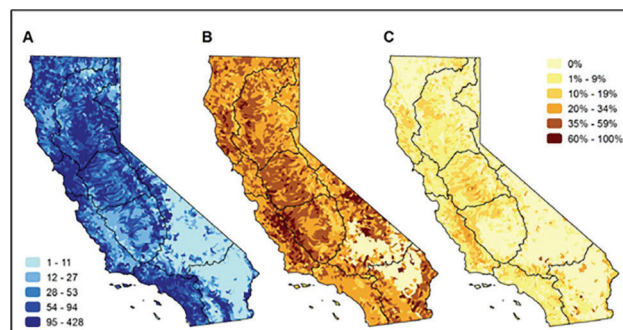 A
B
C
0%
1% - 9%
10% - 19%
20% - 34%
35% - 59%
60% - 100%
1 - 11
12 - 27
28 - 53
54 - 94
95 - 428